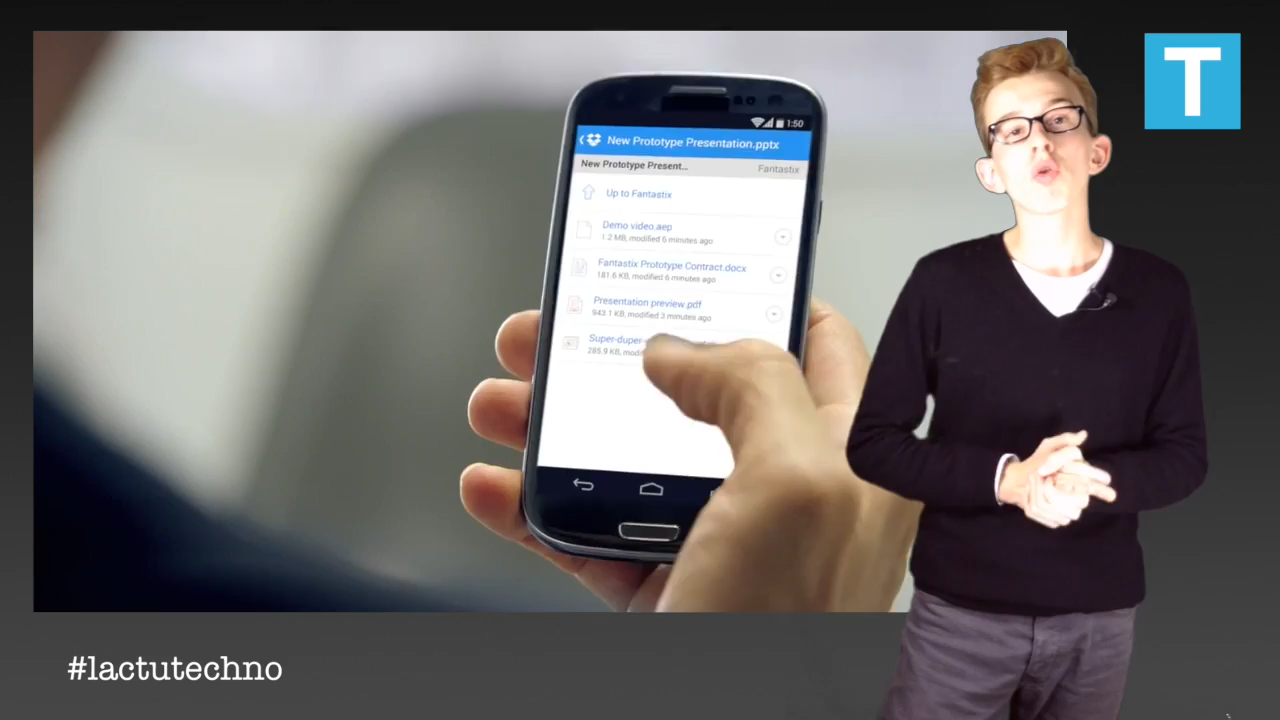 T
1:50
New Prototype Presentation.pptx
New Prototype Present... Fantastix
Up to Fantastix
Demo video.aep
1.2 MB, modified 6 minutes ago
Fantastix Prototype Contract.docx
181.6 KB, modified 6 minutes ago
Presentation preview.pdf
943.1 KB, modified 3 minutes ago
Super-duper-
285.9 KB,
#lactutechno